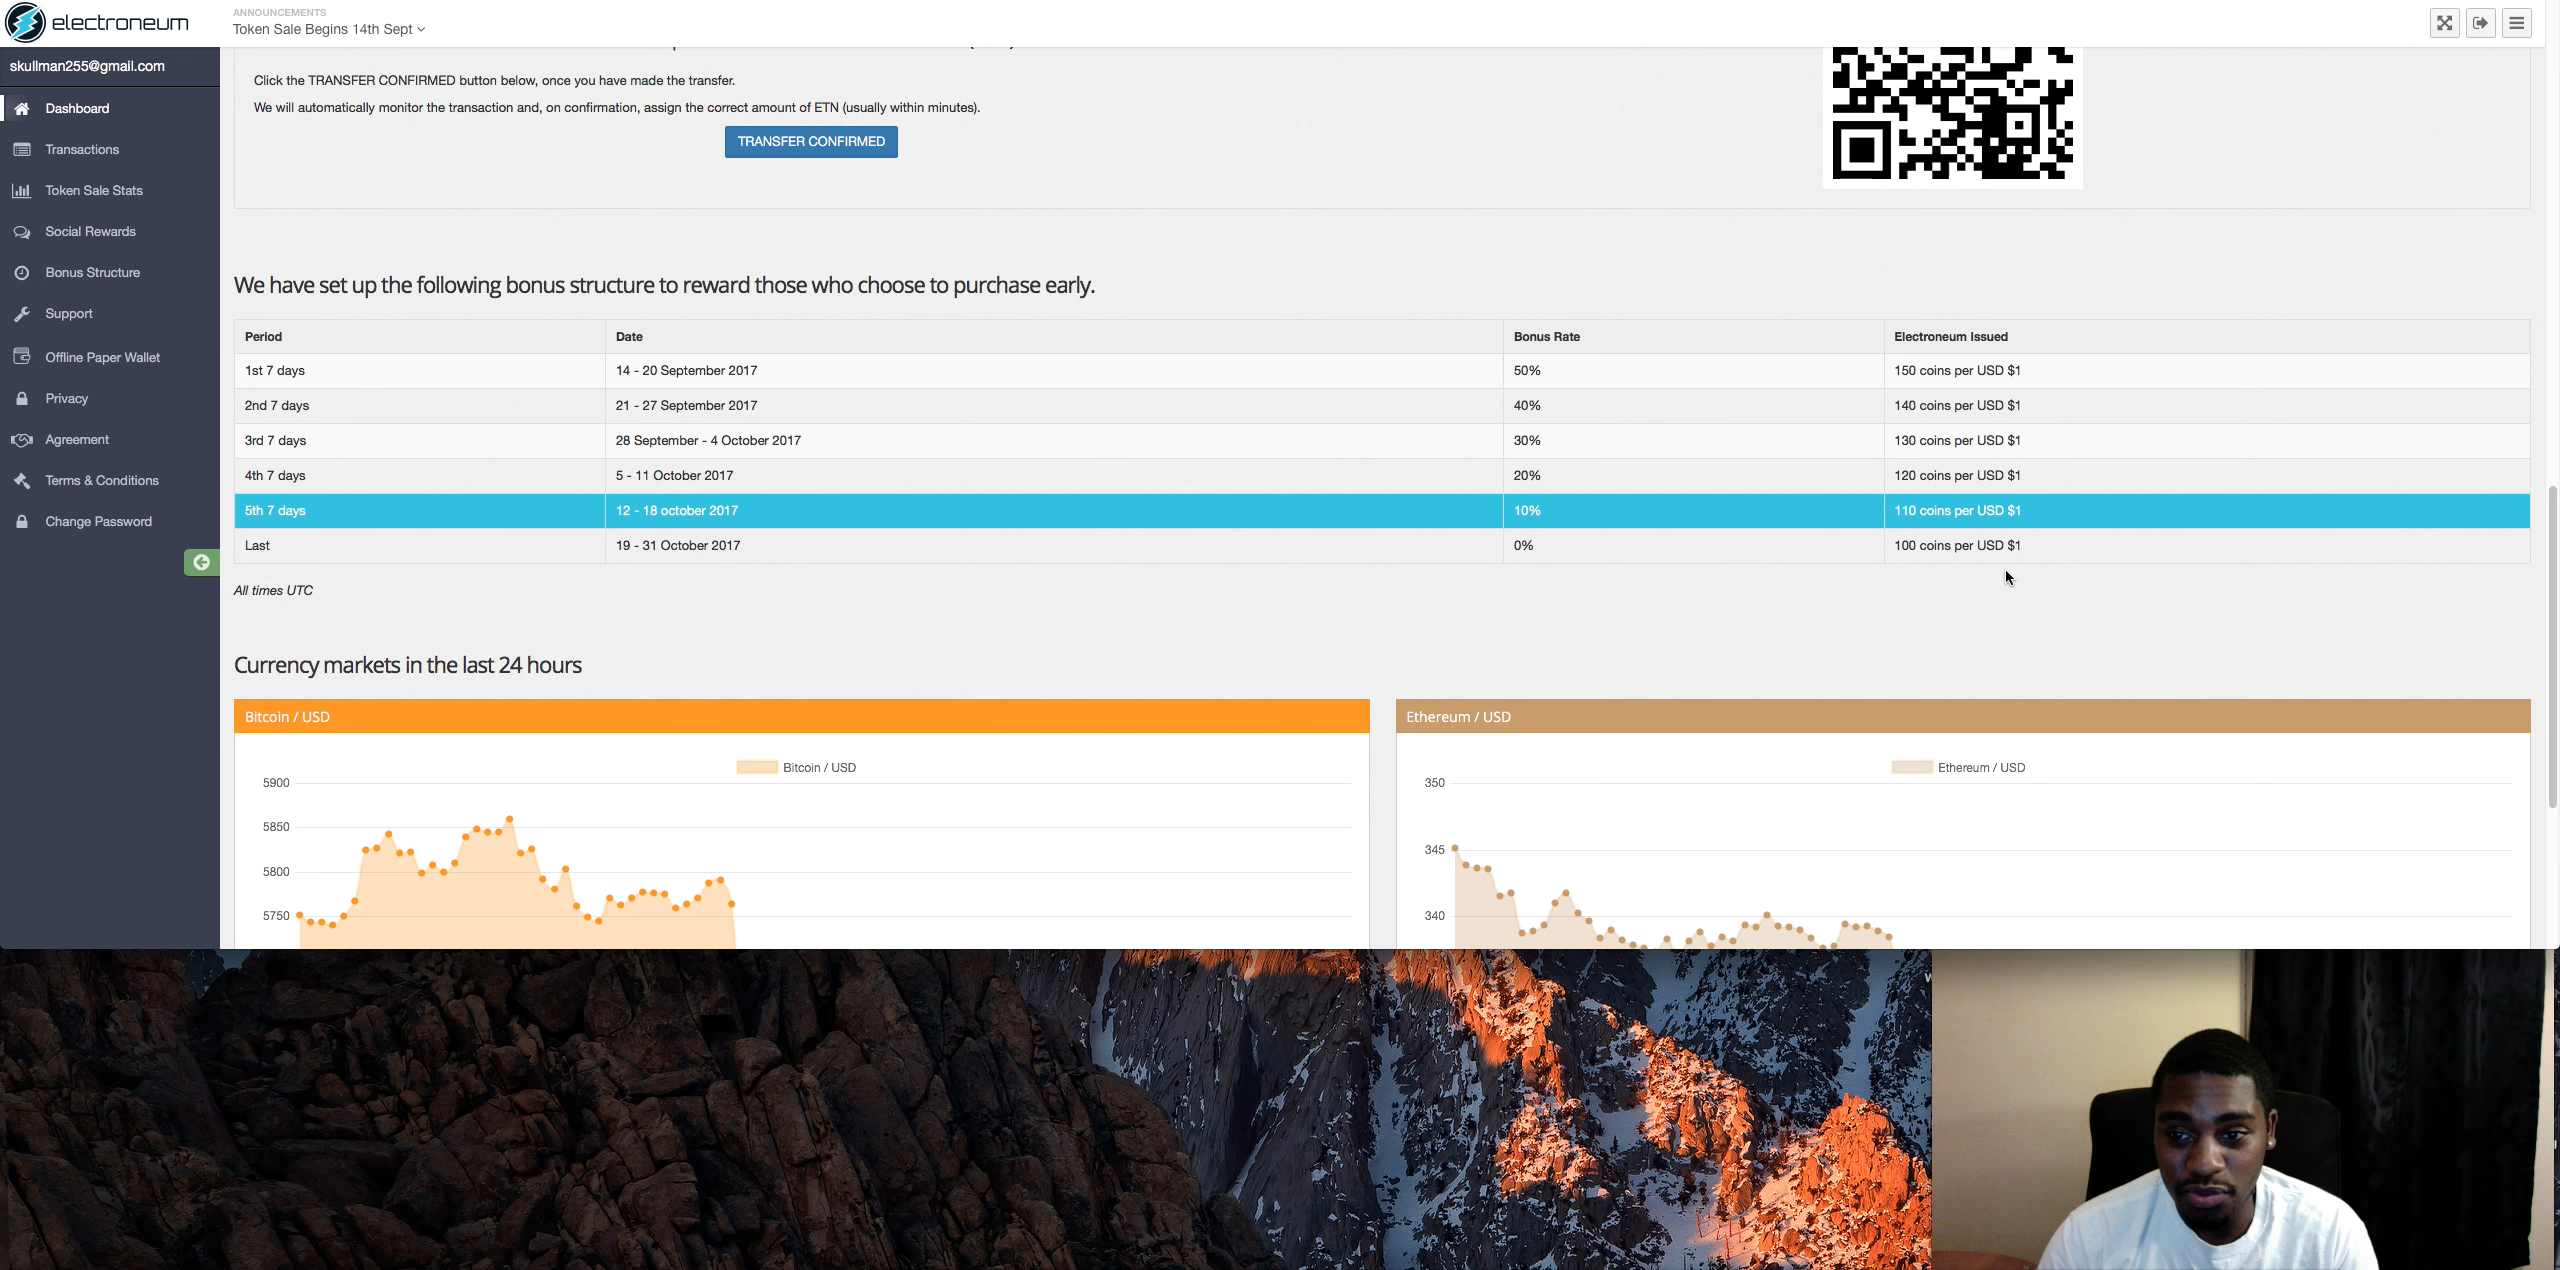 electroneum
ANNOUNCEMENTS
Token Sale Begins 14th Sept
skullman255@gmail.com
Dashboard
Transactions
Token Sale Stats
Social Rewards
Bonus Structure
Support
Offline Paper Wallet
Privacy
Agreement
Terms & Conditions
Change Password
Click the TRANSFER CONFIRMED button below, once you have made the transfer.
We will automatically monitor the transaction and, on confirmation, assign the correct amount of ETN (usually within minutes).
TRANSFER CONFIRMED
We have set up the following bonus structure to reward those who choose to purchase early.
Period Date Bonus Rate Electroneum Issued
1st 7 days 14 - 20 September 2017 50% 150 coins per USD $1
2nd 7 days 21 - 27 September 2017 40% 140 coins per USD $1
3rd 7 days 28 September - 4 October 2017 30% 130 coins per USD $1
4th 7 days 5 - 11 October 2017 20% 120 coins per USD $1
5th 7 days 12 - 18 october 2017 10% 110 coins per USD $1
Last 19 - 31 October 2017 0% 100 coins per USD $1
All times UTC
Currency markets in the last 24 hours
Bitcoin / USD
Bitcoin / USD
5900
5850
5800
5750
Ethereum / USD
Ethereum / USD
350
345
340